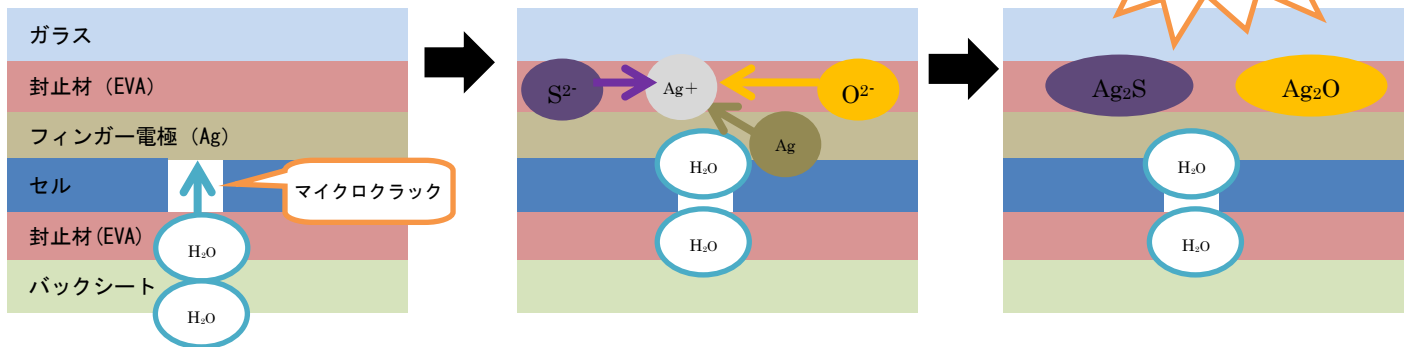 ガラス
封止材（EVA）
フィンガー電極（Ag）
セル
マイクロクラック
封止材(EVA)
H₂O
バックシート
H₂O
S²⁻
Ag＋
O²⁻
Ag
H₂O
H₂O
Ag₂S
Ag₂O
H₂O
H₂O